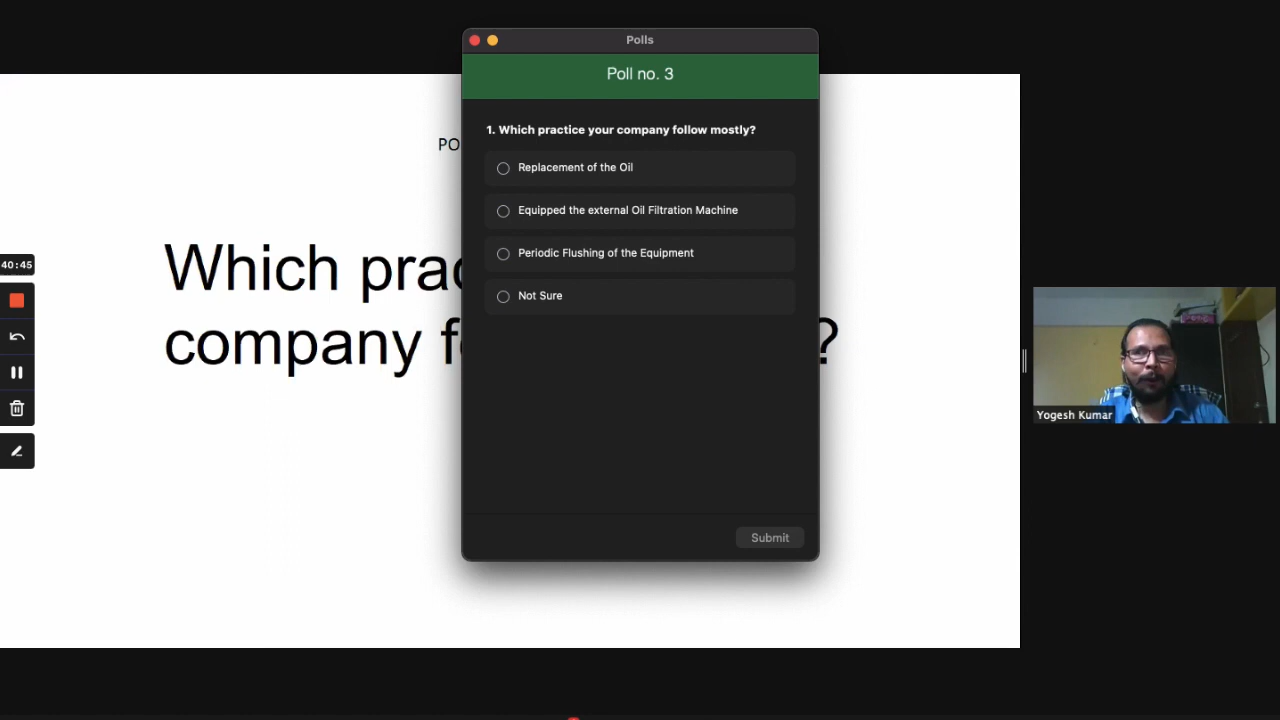 Polls
Poll no. 3
1. Which practice your company follow mostly?
Replacement of the Oil
Equipped the external Oil Filtration Machine
Periodic Flushing of the Equipment
Not Sure
Submit
PO
Which prac
company f ?
40:45
Yogesh Kumar